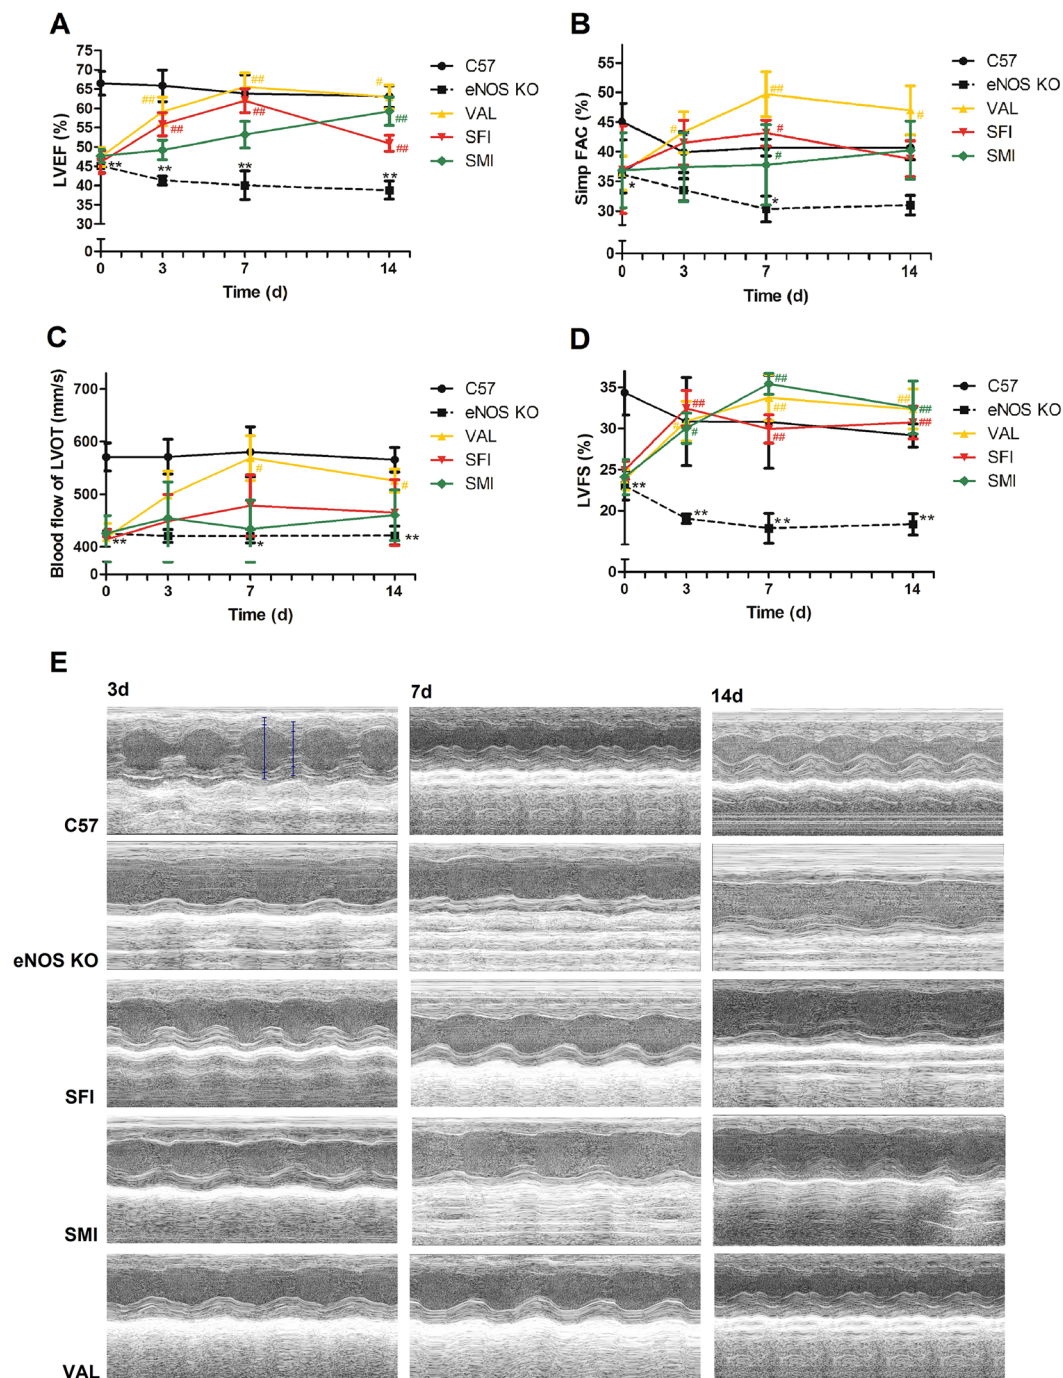 A
LVEF (%)
75
70
65
60
55
50
45
40
35
30
0
0 3 7 14
Time (d)
** ** ** **
## ## # ## ## ## ##
C57
eNOS KO
VAL
SFI
SMI
B
Simp FAC (%)
60
50
40
35
30
0
0 3 7 14
Time (d)
* *
# ## # # #
C57
eNOS KO
VAL
SFI
SMI
C
Blood flow of LVOT (mm/s)
700
600
500
400
0
0 3 7 14
Time (d)
** * **
# #
C57
eNOS KO
VAL
SFI
SMI
D
LVFS (%)
35
30
25
20
0
0 3 7 14
Time (d)
** ** ** **
## # # ## ## ## ## ## ##
C57
eNOS KO
VAL
SFI
SMI
E
3d 7d 14d
C57
eNOS KO
SFI
SMI
VAL